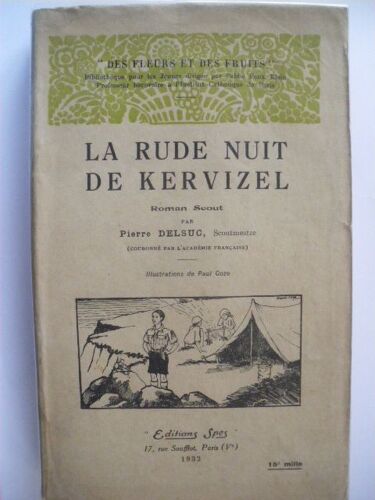 " DES FLEURS ET DES FRUITS "
Bibliothèque pour les Jeunes dirigée par l'abbé Félix Klein
Professeur honoraire à l'Institut Catholique de Paris
LA RUDE NUIT
DE KERVIZEL
Roman Scout
PAR
Pierre DELSUC, Scoutmestre
(COURONNÉ PAR L'ACADÉMIE FRANÇAISE)
Illustrations de Paul Coze
" Editions Spes "
17, rue Soufflot, Paris (Ve)
1932
15e mille